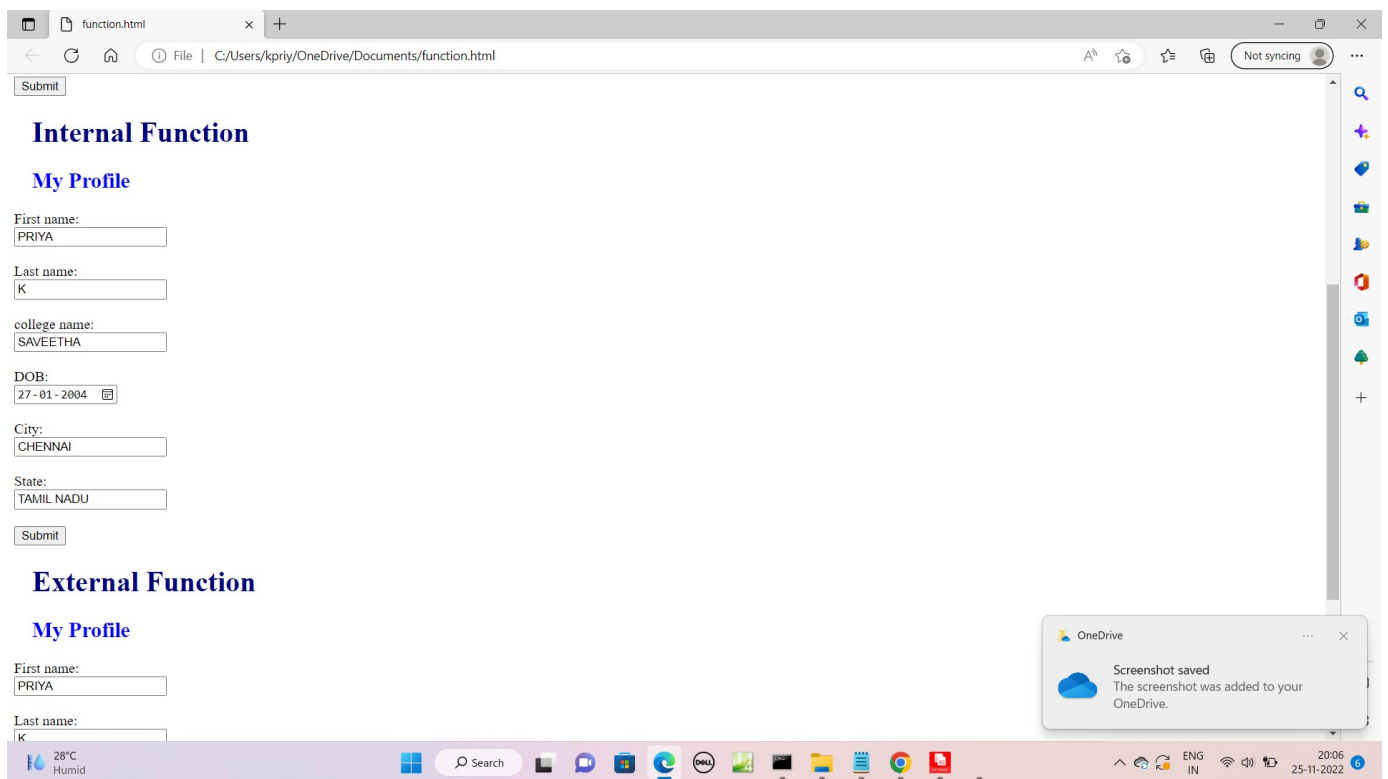 function.html
File | C:/Users/kpriy/OneDrive/Documents/function.html
Not syncing
Submit
Internal Function
My Profile
First name:
PRIYA
Last name:
K
college name:
SAVEETHA
DOB:
27-01-2004
City:
CHENNAI
State:
TAMIL NADU
Submit
External Function
My Profile
First name:
PRIYA
Last name:
K
OneDrive
Screenshot saved
The screenshot was added to your
OneDrive.
28°C
Humid
Search
DELL
ENG
IN
20:06
25-11-2022
6